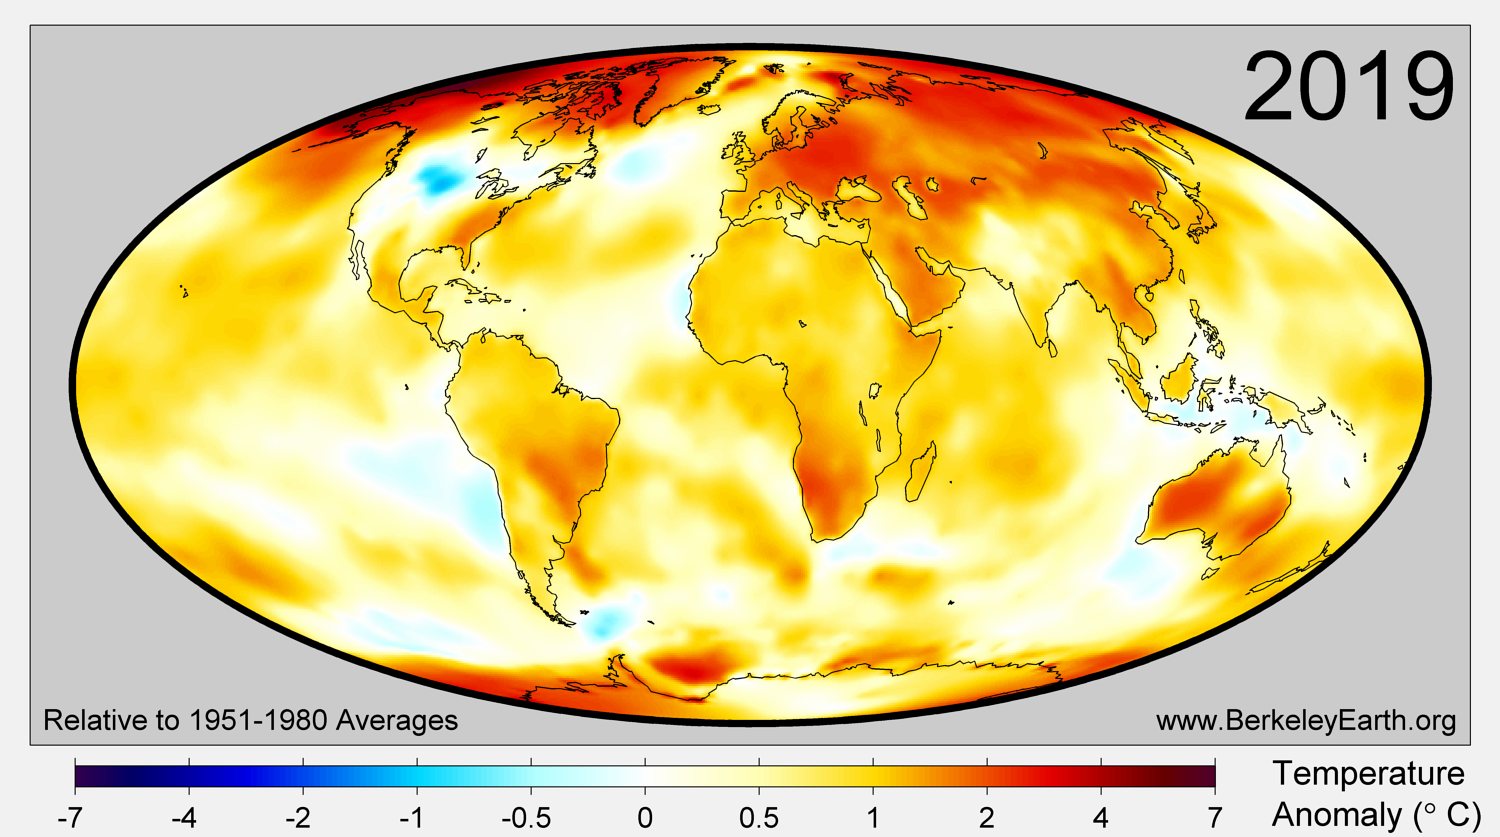 2019
Relative to 1951-1980 Averages
www.BerkeleyEarth.org
-7 -4 -2 -1 -0.5 0 0.5 1 2 4 7
Temperature
Anomaly (° C)